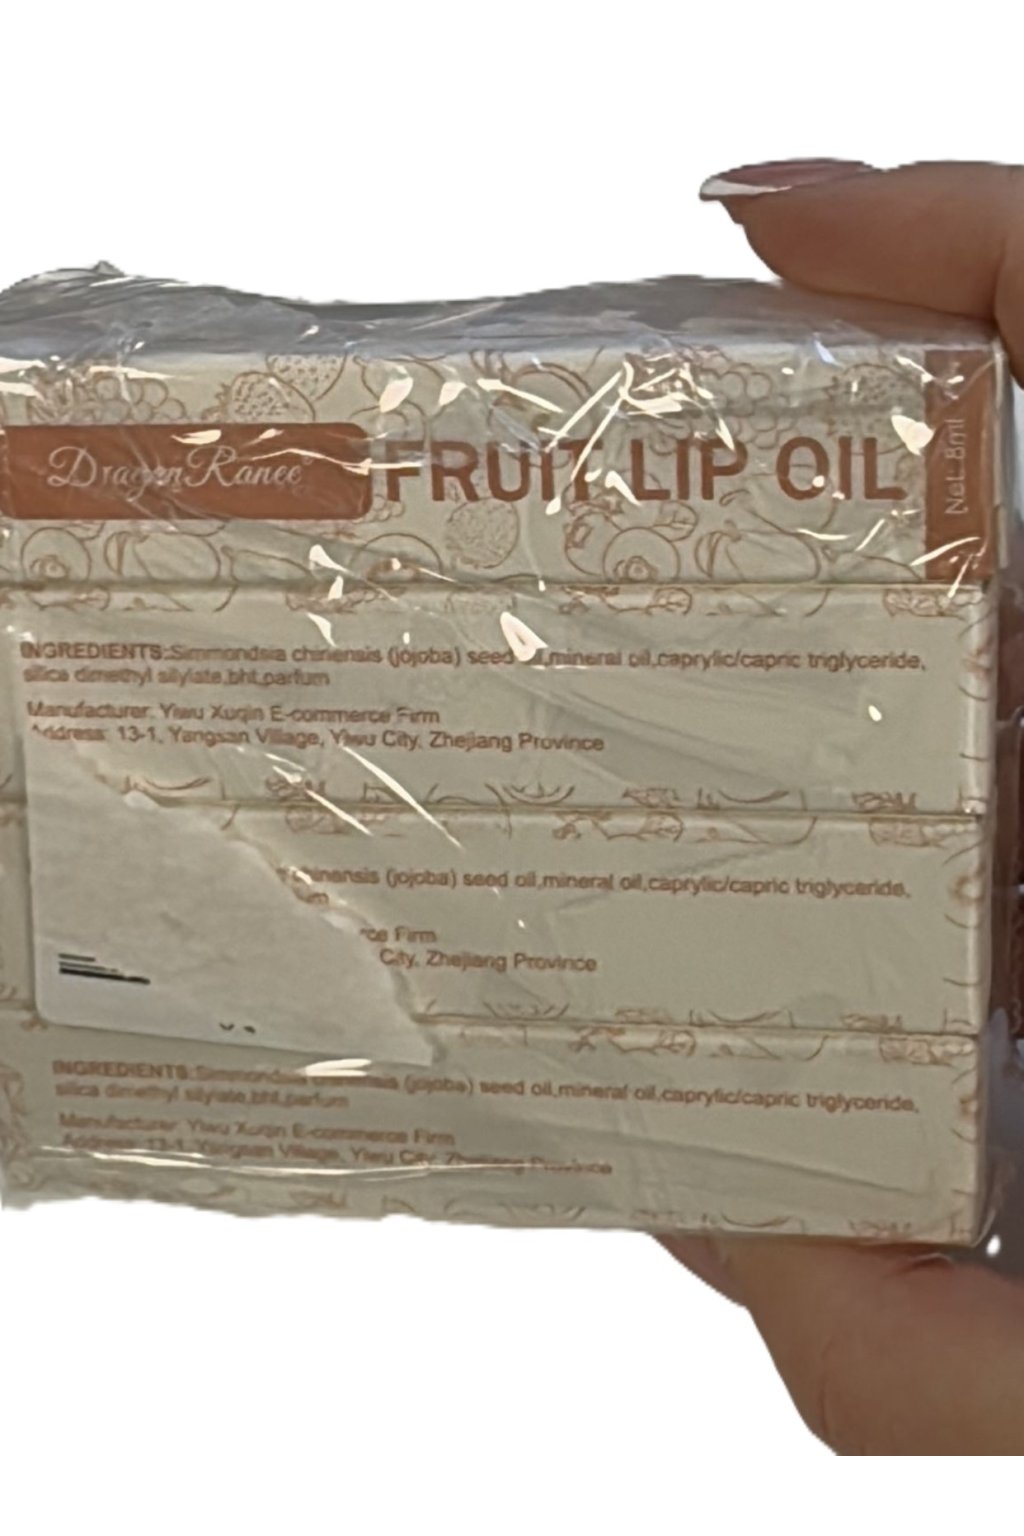 Dragon Ranee
FRUIT LIP OIL
Net: 8ml
INGREDIENTS:Simmondsia chinensis (jojoba) seed oil,mineral oil,caprylic/capric triglyceride,
silica dimethyl silylate,bht,parfum
Manufacturer: Yiwu Xuqin E-commerce Firm
Address: 13-1, Yangsan Village, Yiwu City, Zhejiang Province
chinensis (jojoba) seed oil,mineral oil,caprylic/capric triglyceride,
um
rce Firm
City, Zhejiang Province
INGREDIENTS:Simmondsia chinensis (jojoba) seed oil,mineral oil,caprylic/capric triglyceride,
silica dimethyl silylate,bht,parfum
Manufacturer: Yiwu Xuqin E-commerce Firm
Address: 13-1, Yangsan Village, Yiwu City, Zhejiang Province